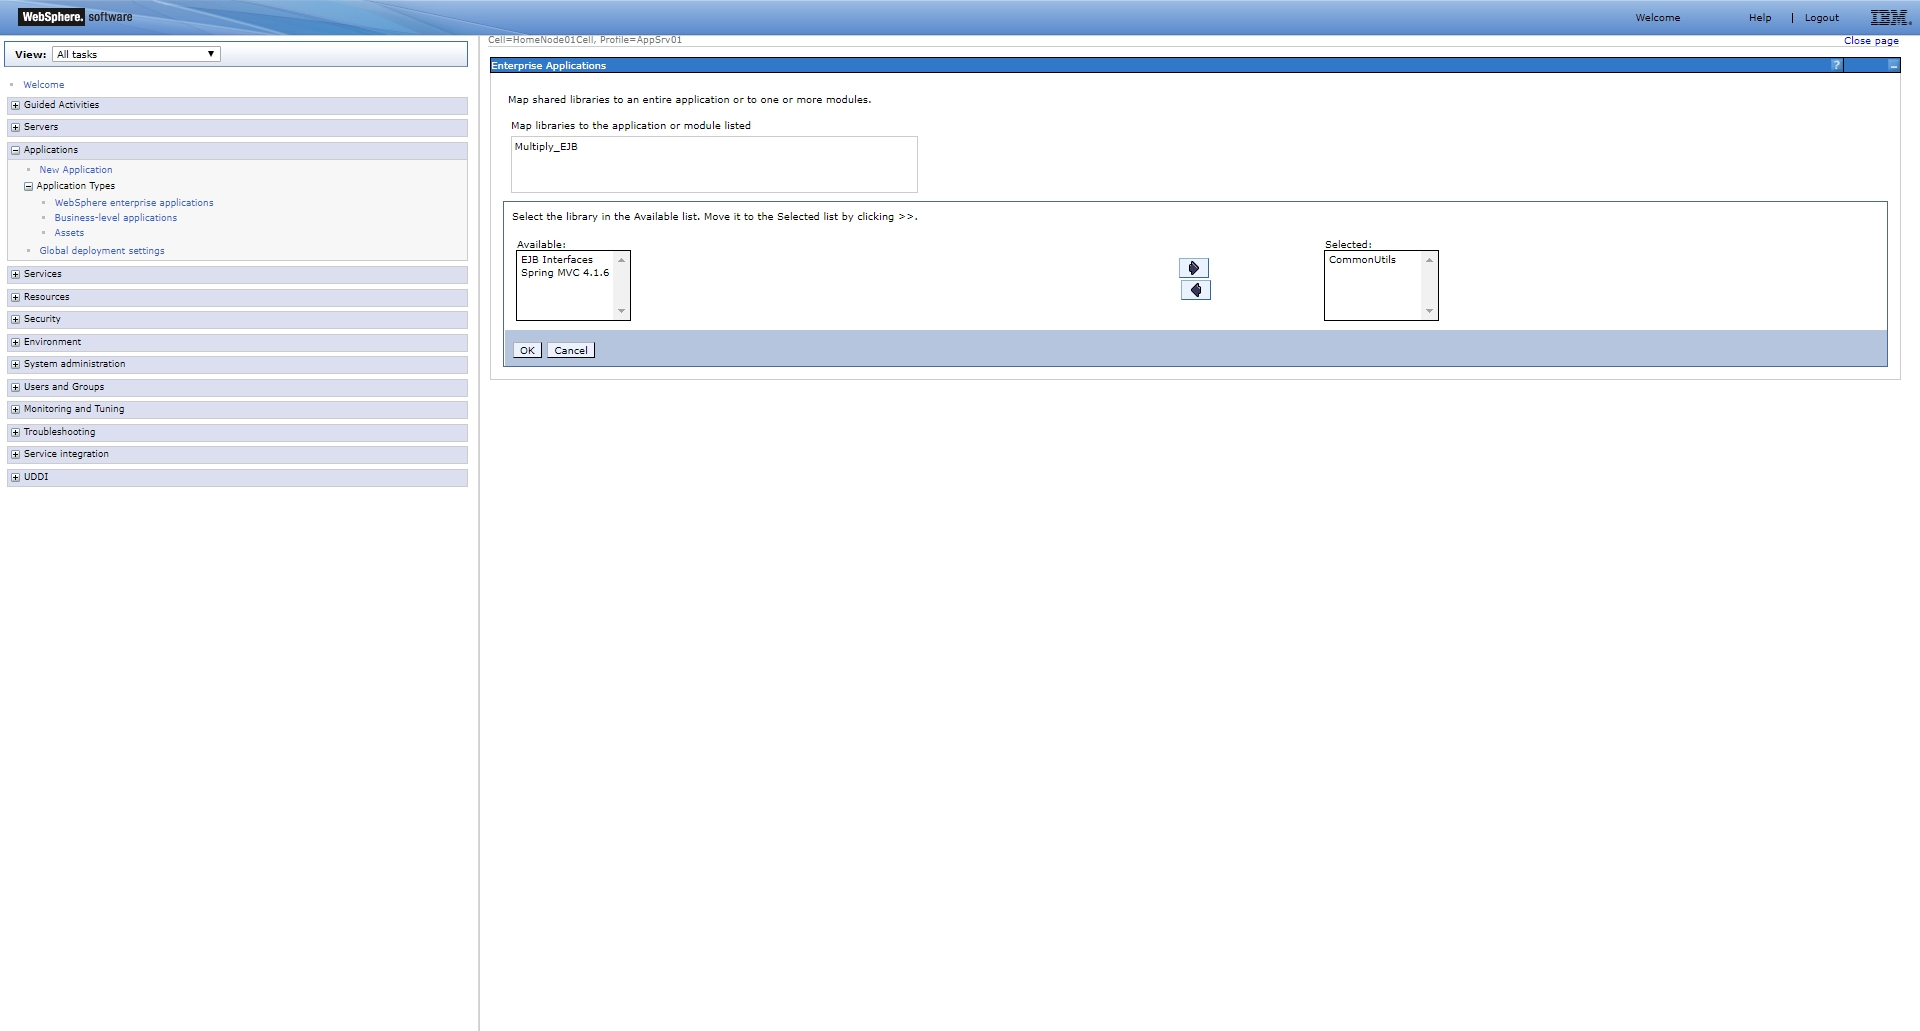 WebSphere. software
Welcome Help | Logout IBM.
View: All tasks
Welcome
Guided Activities
Servers
Applications
New Application
Application Types
WebSphere enterprise applications
Business-level applications
Assets
Global deployment settings
Services
Resources
Security
Environment
System administration
Users and Groups
Monitoring and Tuning
Troubleshooting
Service integration
UDDI
Cell=HomeNode01Cell, Profile=AppSrv01
Close page
Enterprise Applications
?
Map shared libraries to an entire application or to one or more modules.
Map libraries to the application or module listed
Multiply_EJB
Select the library in the Available list. Move it to the Selected list by clicking >>.
Available:
EJB Interfaces
Spring MVC 4.1.6
Selected:
CommonUtils
OK Cancel